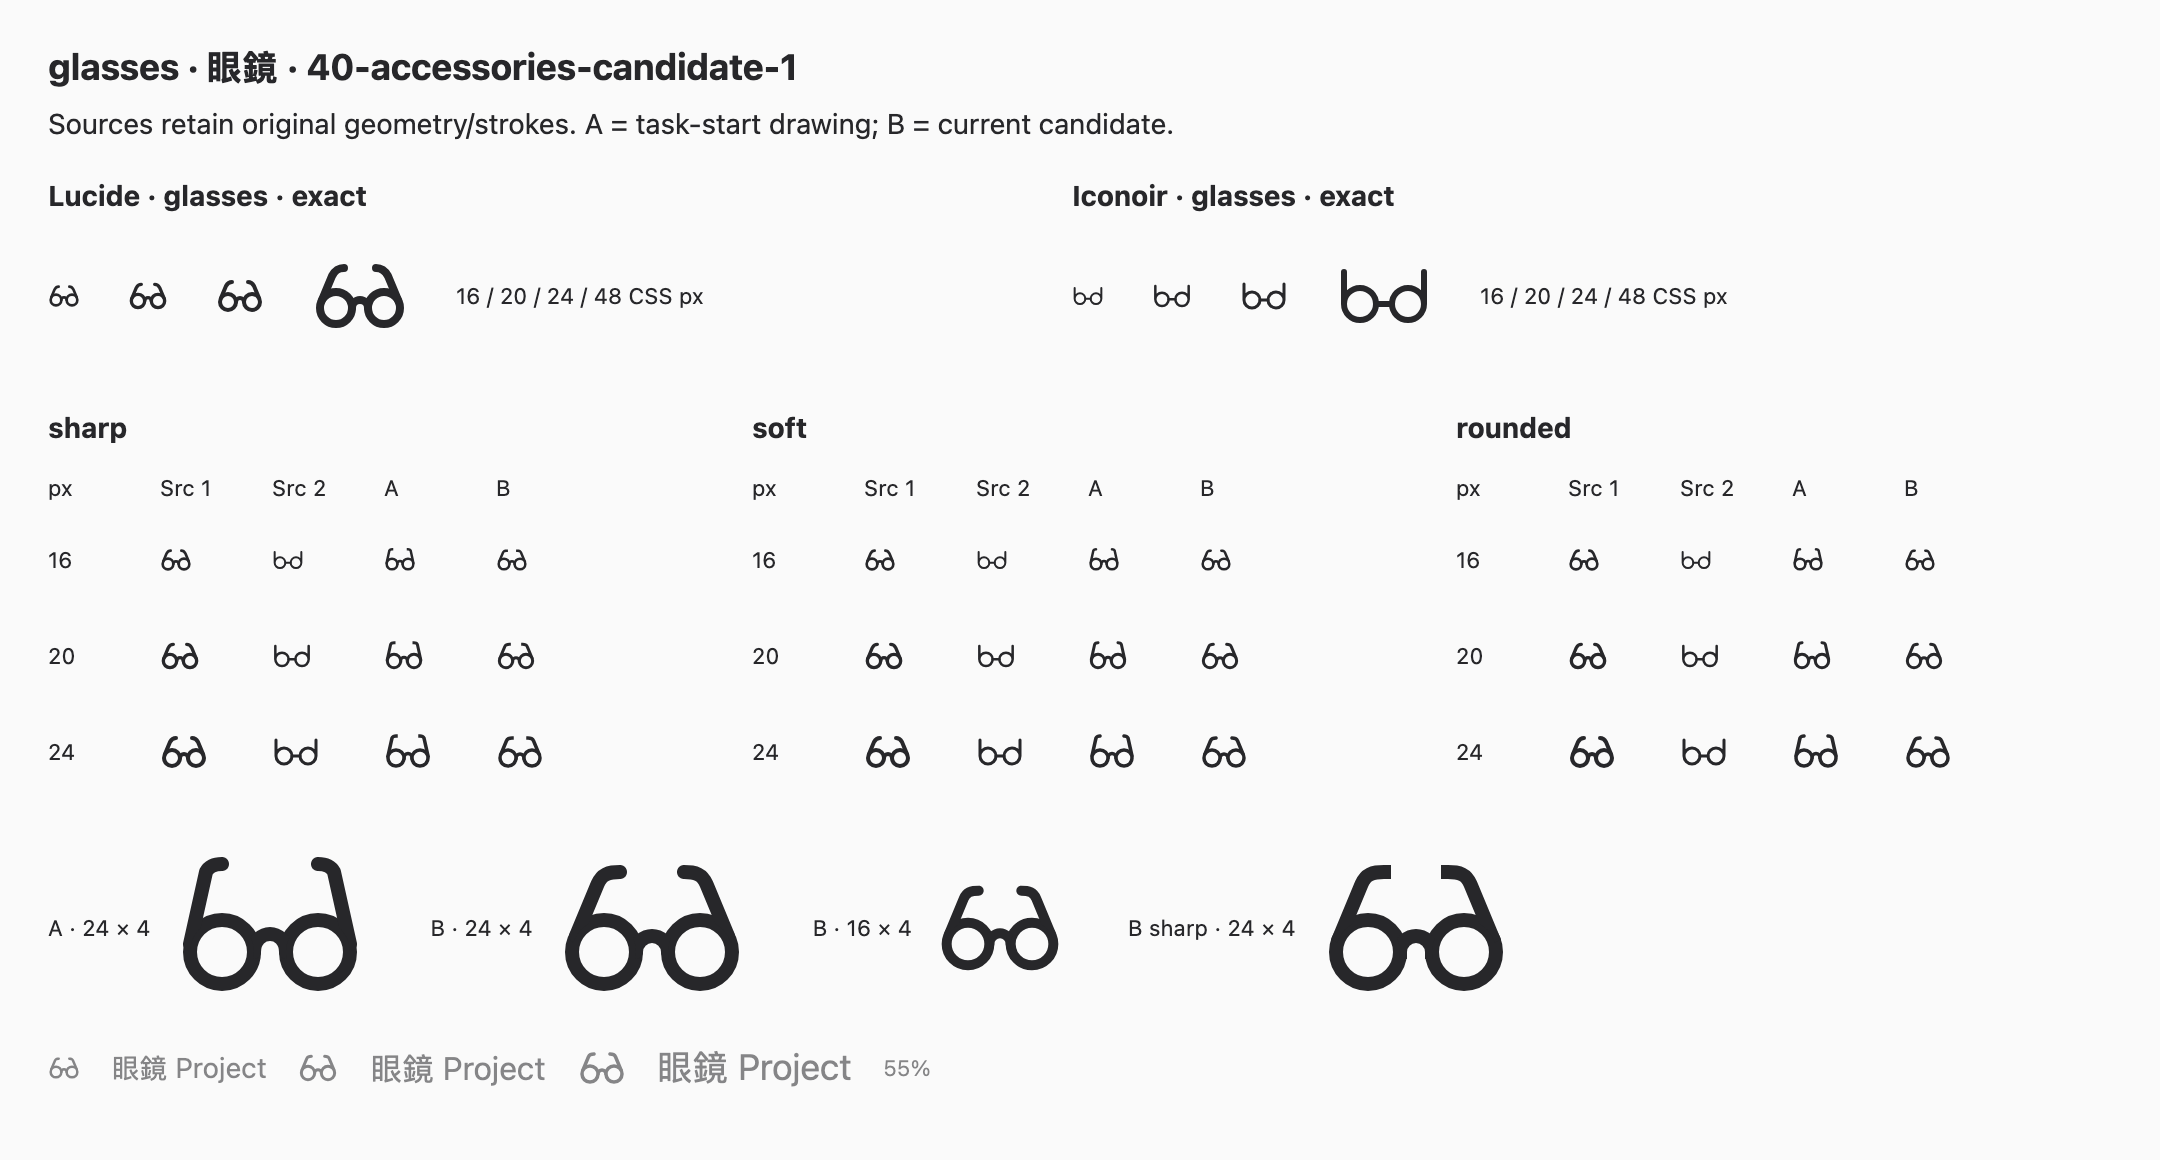 glasses · 眼鏡 · 40-accessories-candidate-1
Sources retain original geometry/strokes. A = task-start drawing; B = current candidate.
Lucide · glasses · exact
16 / 20 / 24 / 48 CSS px
Iconoir · glasses · exact
16 / 20 / 24 / 48 CSS px
sharp
px Src 1 Src 2 A B
16
20
24
soft
px Src 1 Src 2 A B
16
20
24
rounded
px Src 1 Src 2 A B
16
20
24
A · 24 × 4
B · 24 × 4
B · 16 × 4
B sharp · 24 × 4
眼鏡 Project 眼鏡 Project 眼鏡 Project 55%